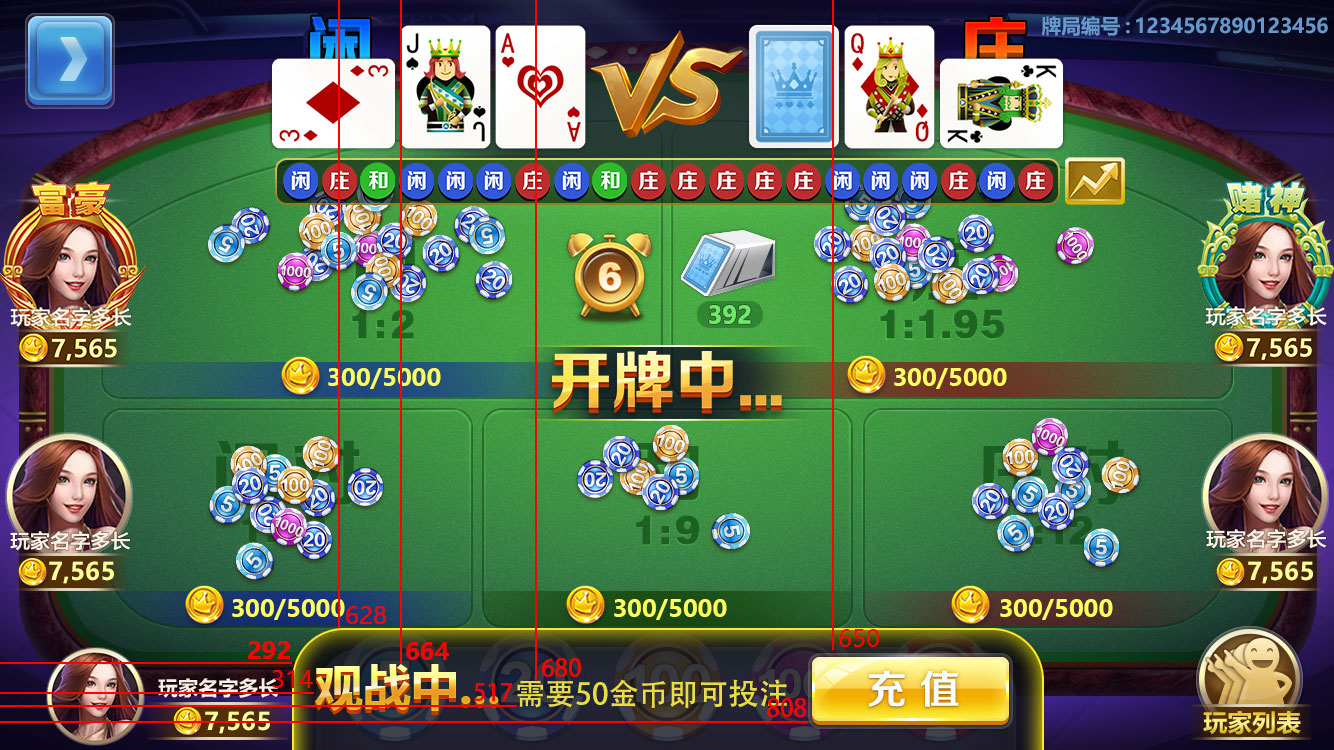 牌局编号:1234567890123456
闲
VS
庄
3
3
J
J
A
A
Q
Q
K
K
闲 庄 和 闲 闲 闲 庄 闲 和 庄 庄 庄 庄 庄 闲 闲 闲 庄 闲 庄
富豪
玩家名字多长
7,565
赌神
玩家名字多长
7,565
6
392
1:2
1:1.95
300/5000
300/5000
开牌中...
玩家名字多长
7,565
1:9
玩家名字多长
7,565
300/5000
300/5000
300/5000
628
292
664
650
314
680
517
808
玩家名字多长
7,565
观战中..
需要50金币即可投注
充值
玩家列表